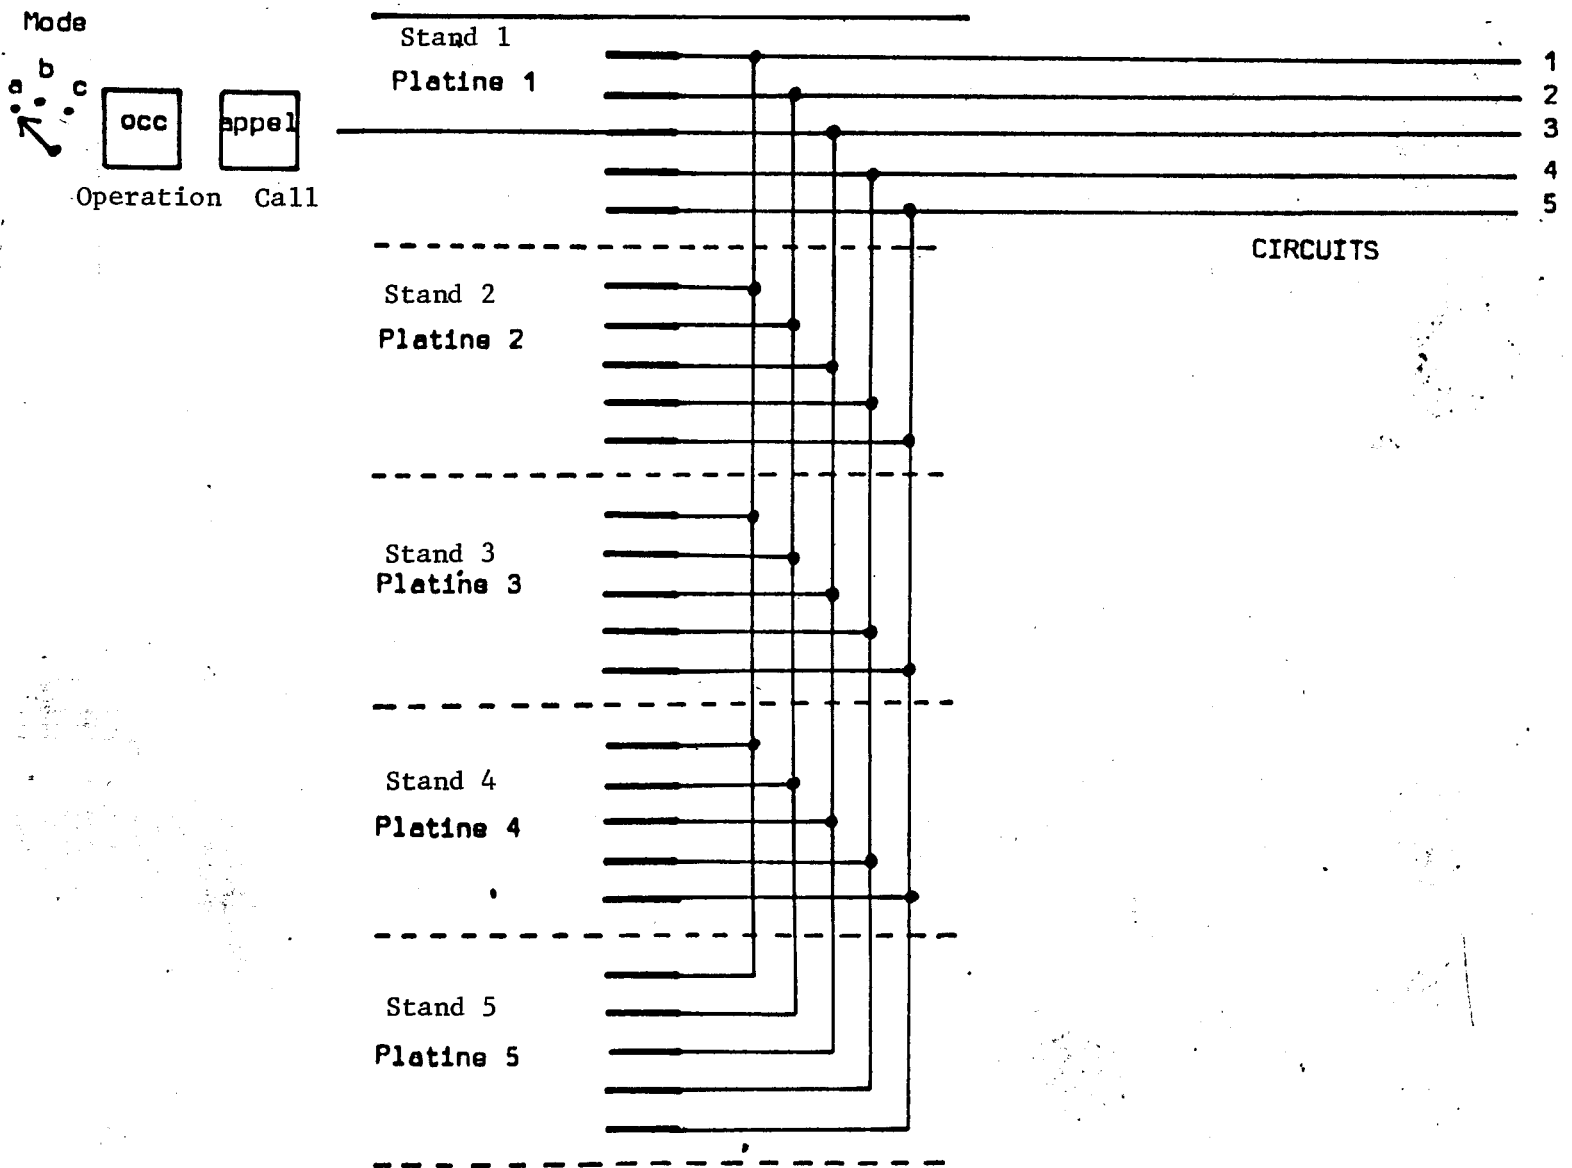 Mode
a b c
occ
appel
Operation Call
Stand 1
Platine 1
1
2
3
4
5
CIRCUITS
Stand 2
Platine 2
Stand 3
Platine 3
Stand 4
Platine 4
Stand 5
Platine 5